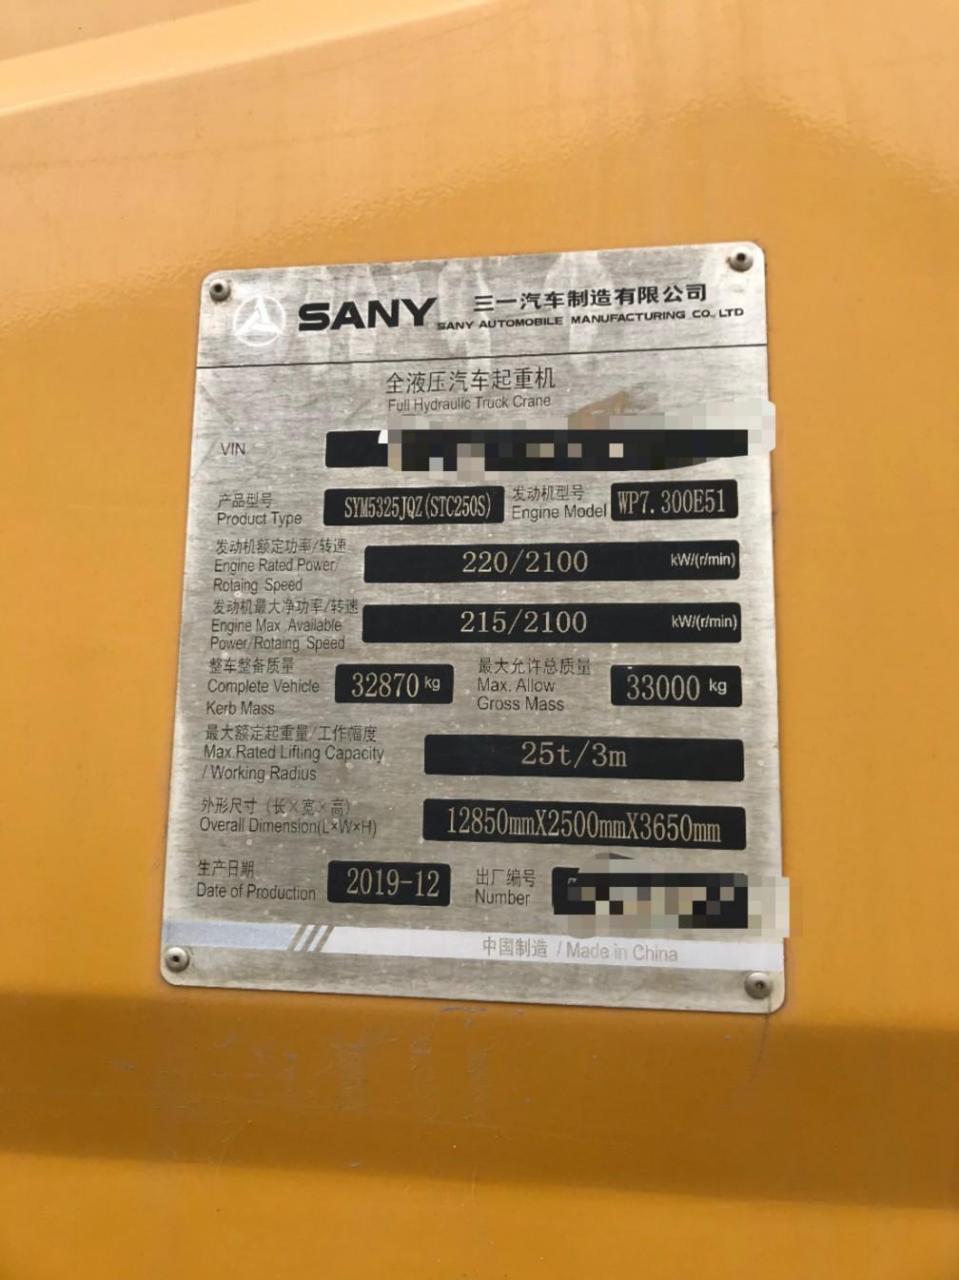 SANY 三一汽车制造有限公司
SANY AUTOMOBILE MANUFACTURING CO., LTD
全液压汽车起重机
Full Hydraulic Truck Crane
VIN
产品型号 SYM5325JQZ(STC250S) 发动机型号 WP7.300E51
Product Type Engine Model
发动机额定功率/转速
Engine Rated Power/ 220/2100 kW/(r/min)
Rotaing Speed
发动机最大净功率/转速
Engine Max .Available 215/2100 kW/(r/min)
Power/Rotaing Speed
整车整备质量 最大允许总质量
Complete Vehicle 32870 kg Max. Allow 33000 kg
Kerb Mass Gross Mass
最大额定起重量/工作幅度
Max.Rated Lifting Capacity 25t/3m
/ Working Radius
外形尺寸 (长×宽×高)
Overall Dimension(L×W×H) 12850mmX2500mmX3650mm
生产日期 出厂编号
Date of Production 2019-12 Number
中国制造 / Made in China